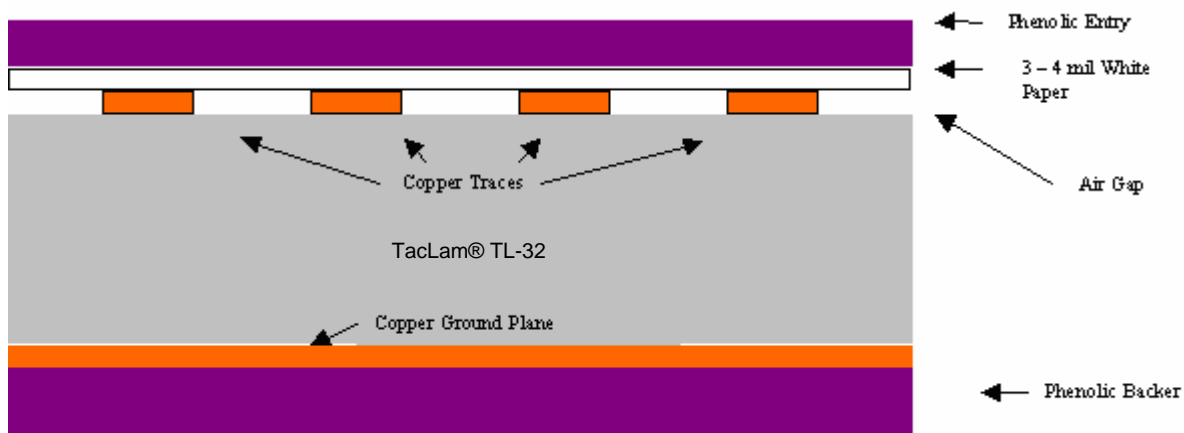 Phenolic Entry
3 – 4 mil White
Paper
Copper Traces
Air Gap
TacLam® TL-32
Copper Ground Plane
Phenolic Backer